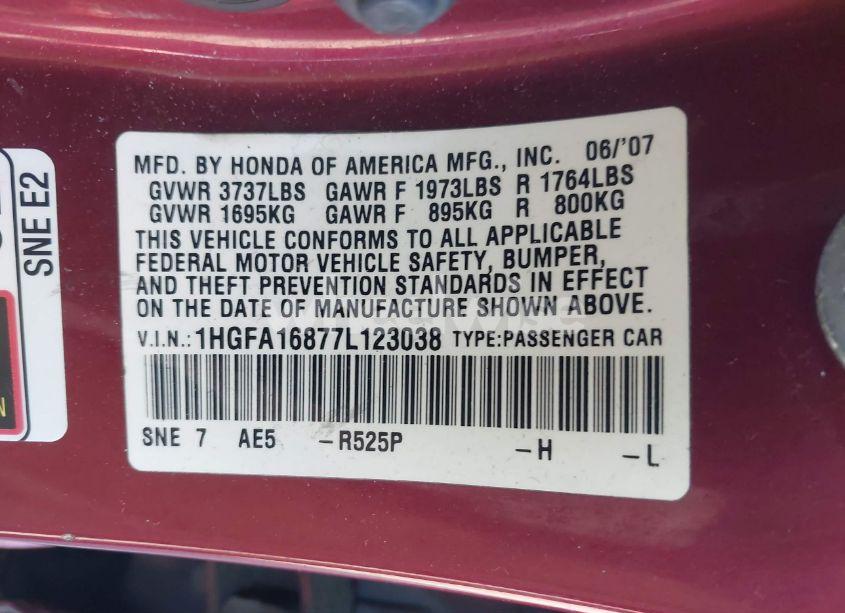 MFD. BY HONDA OF AMERICA MFG., INC. 06/'07
GVWR 3737LBS GAWR F 1973LBS R 1764LBS
GVWR 1695KG GAWR F 895KG R 800KG
THIS VEHICLE CONFORMS TO ALL APPLICABLE
FEDERAL MOTOR VEHICLE SAFETY, BUMPER,
AND THEFT PREVENTION STANDARDS IN EFFECT
ON THE DATE OF MANUFACTURE SHOWN ABOVE.
V.I.N.: 1HGFA16877L123038 TYPE:PASSENGER CAR
SNE 7 AE5 –R525P –H –L
SNE E2